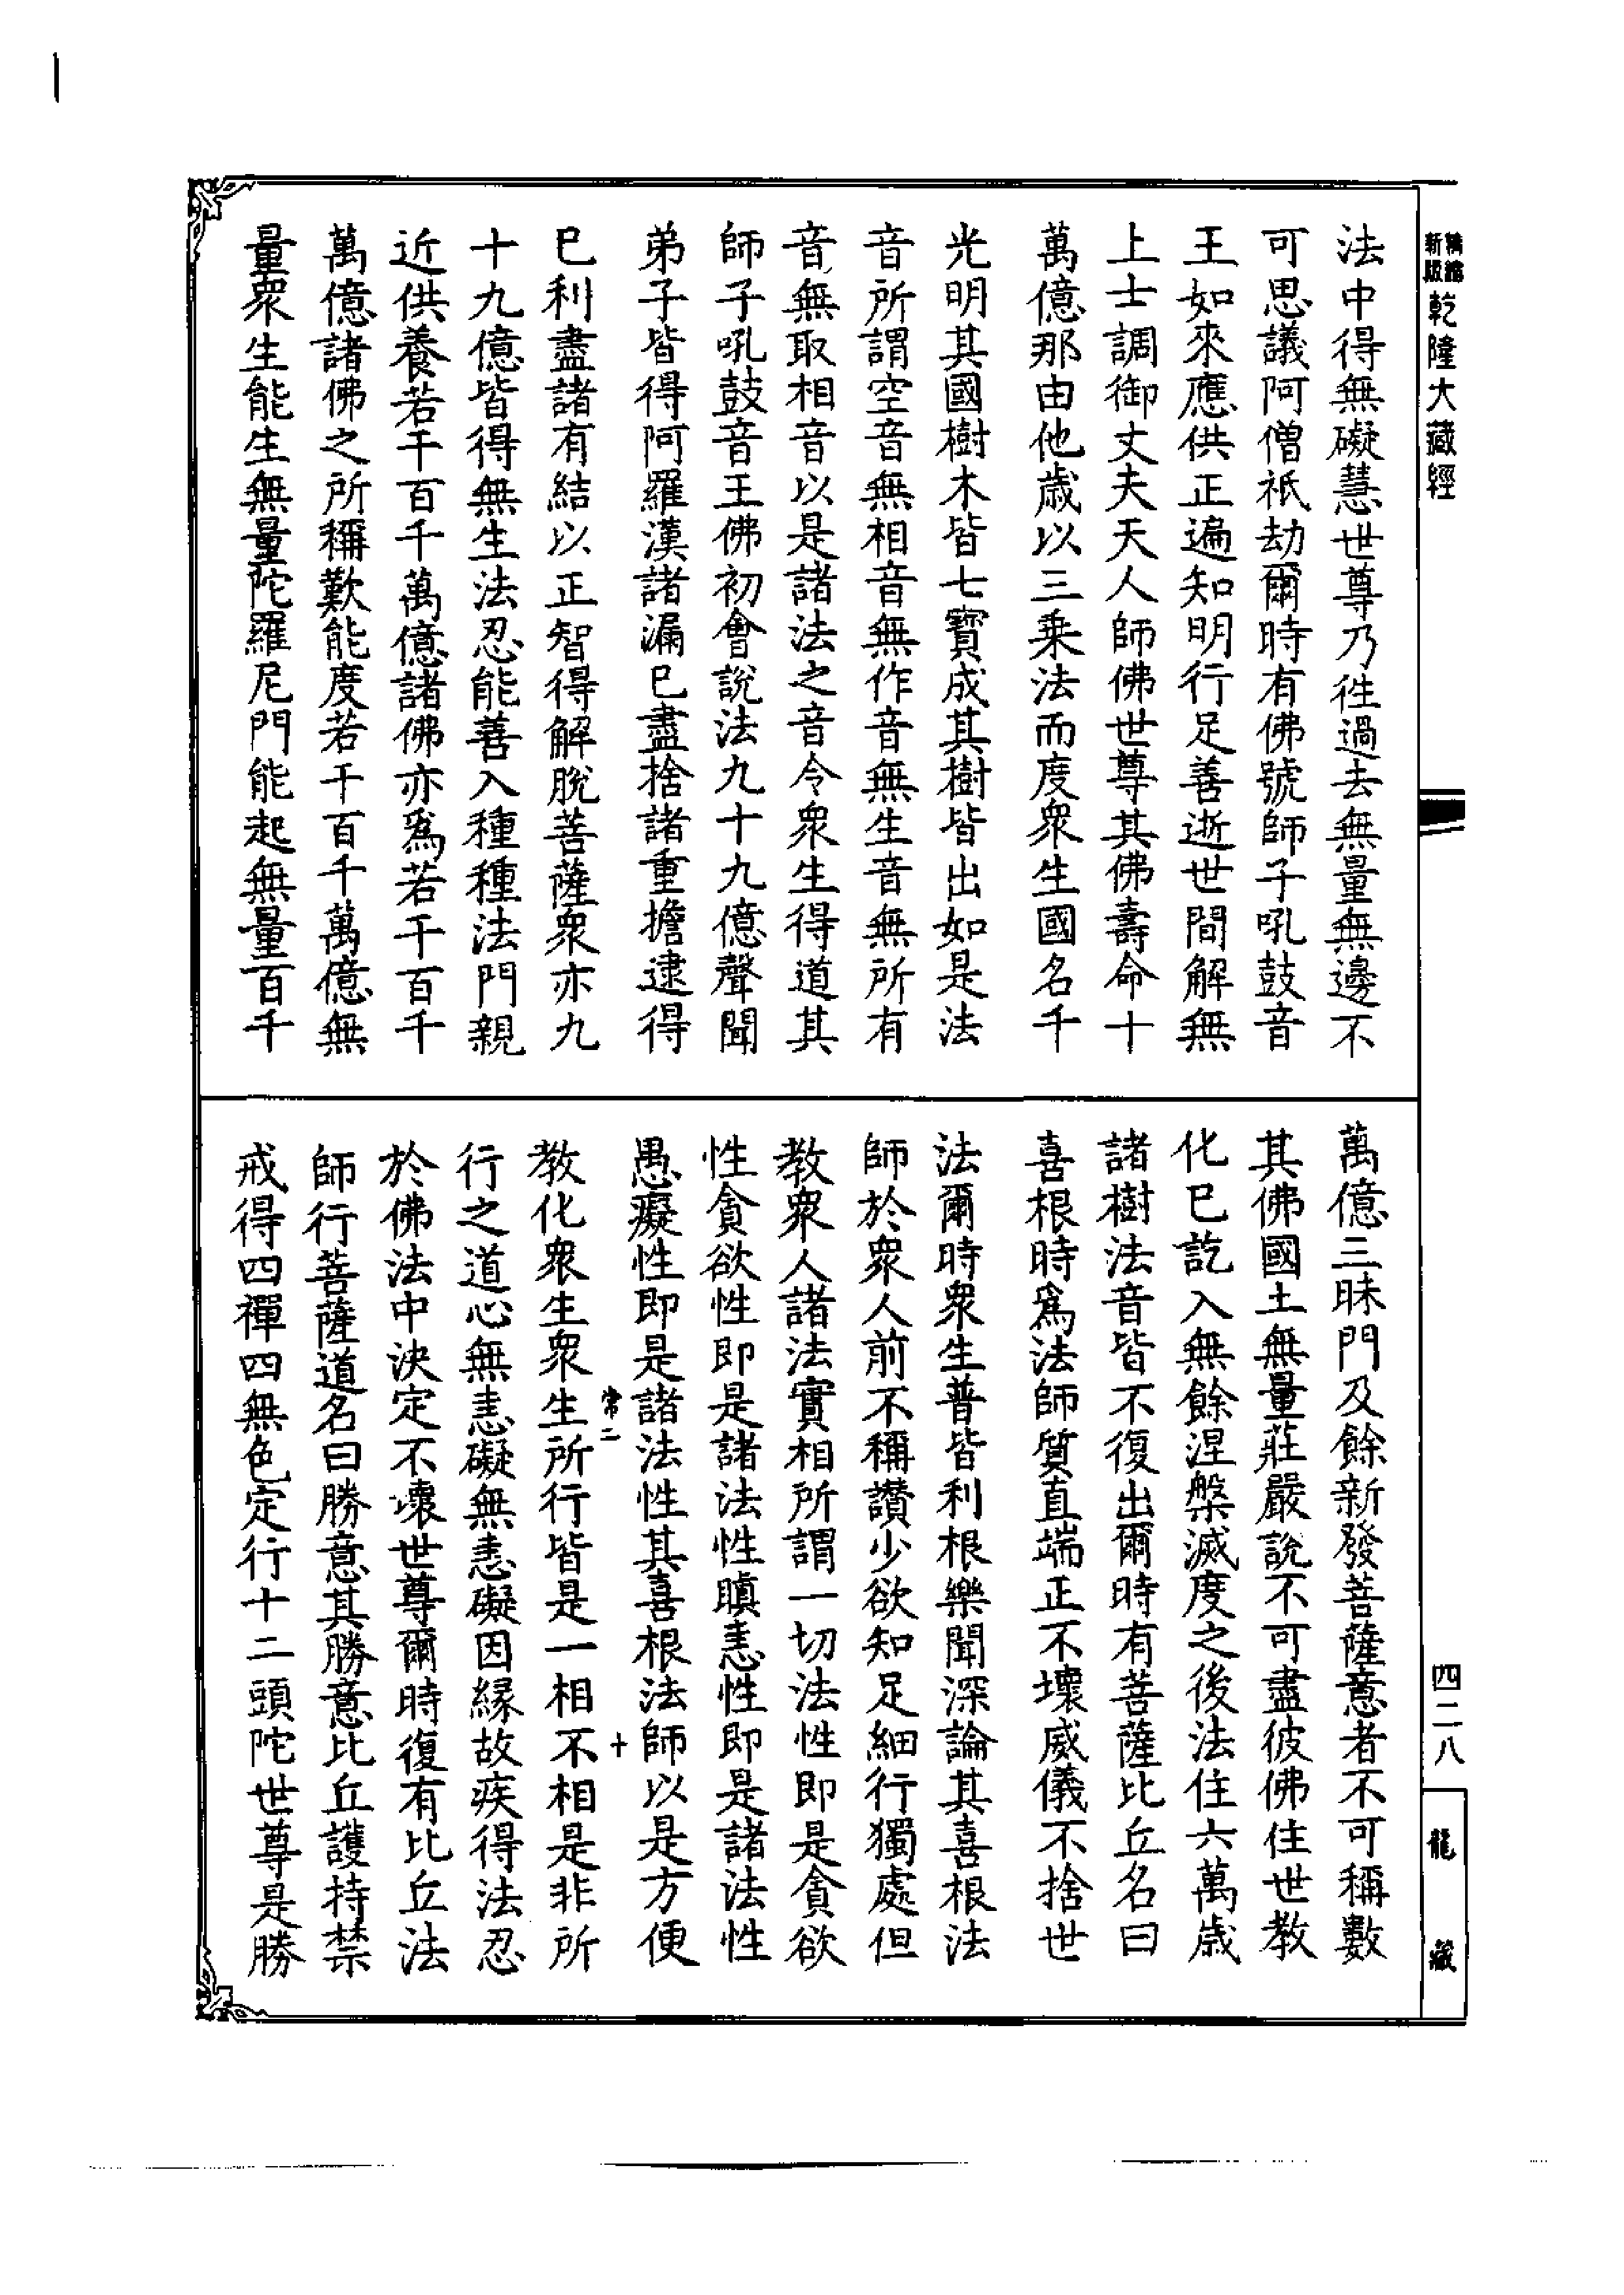 精縮
新版
乾隆大藏經
法中得無礙慧世尊乃徃過去無量無邊不
可思議阿僧祇劫爾時有佛號師子吼鼓音
王如來應供正遍知明行足善逝世間解無
上士調御丈夫天人師佛世尊其佛壽命十
萬億那由他歲以三乗法而度衆生國名千
光明其國樹木皆七寶成其樹皆出如是法
音所謂空音無相音無作音無生音無所有
音無取相音以是諸法之音令衆生得道其
師子吼鼓音王佛初會說法九十九億聲聞
弟子皆得阿羅漢諸漏已盡捨諸重擔逮得
已利盡諸有結以正智得解脫菩薩衆亦九
十九億皆得無生法忍能善入種種法門親
近供養若干百千萬億諸佛亦爲若干百千
萬億諸佛之所稱歎能度若干百千萬億無
量衆生能生無量陀羅尼門能起無量百千
萬億三昧門及餘新發菩薩意者不可稱數
其佛國土無量莊嚴說不可盡彼佛住世教
化已訖入無餘涅槃滅度之後法住六萬歲
諸樹法音皆不復出爾時有菩薩比丘名曰
喜根時爲法師質直端正不壞威儀不捨世
法爾時衆生普皆利根樂聞深論其喜根法
師於衆人前不稱讚少欲知足細行獨處但
教衆人諸法實相所謂一切法性即是貪欲
性貪欲性即是諸法性瞋恚性即是諸法性
愚癡性即是諸法性其喜根法師以是方便
常二
十
教化衆生衆生所行皆是一相不相是非所
行之道心無恚礙無恚礙因緣故疾得法忍
於佛法中決定不壞世尊爾時復有比丘法
師行菩薩道名曰勝意其勝意比丘護持禁
戒得四禪四無色定行十二頭陀世尊是勝
四二八
龍藏